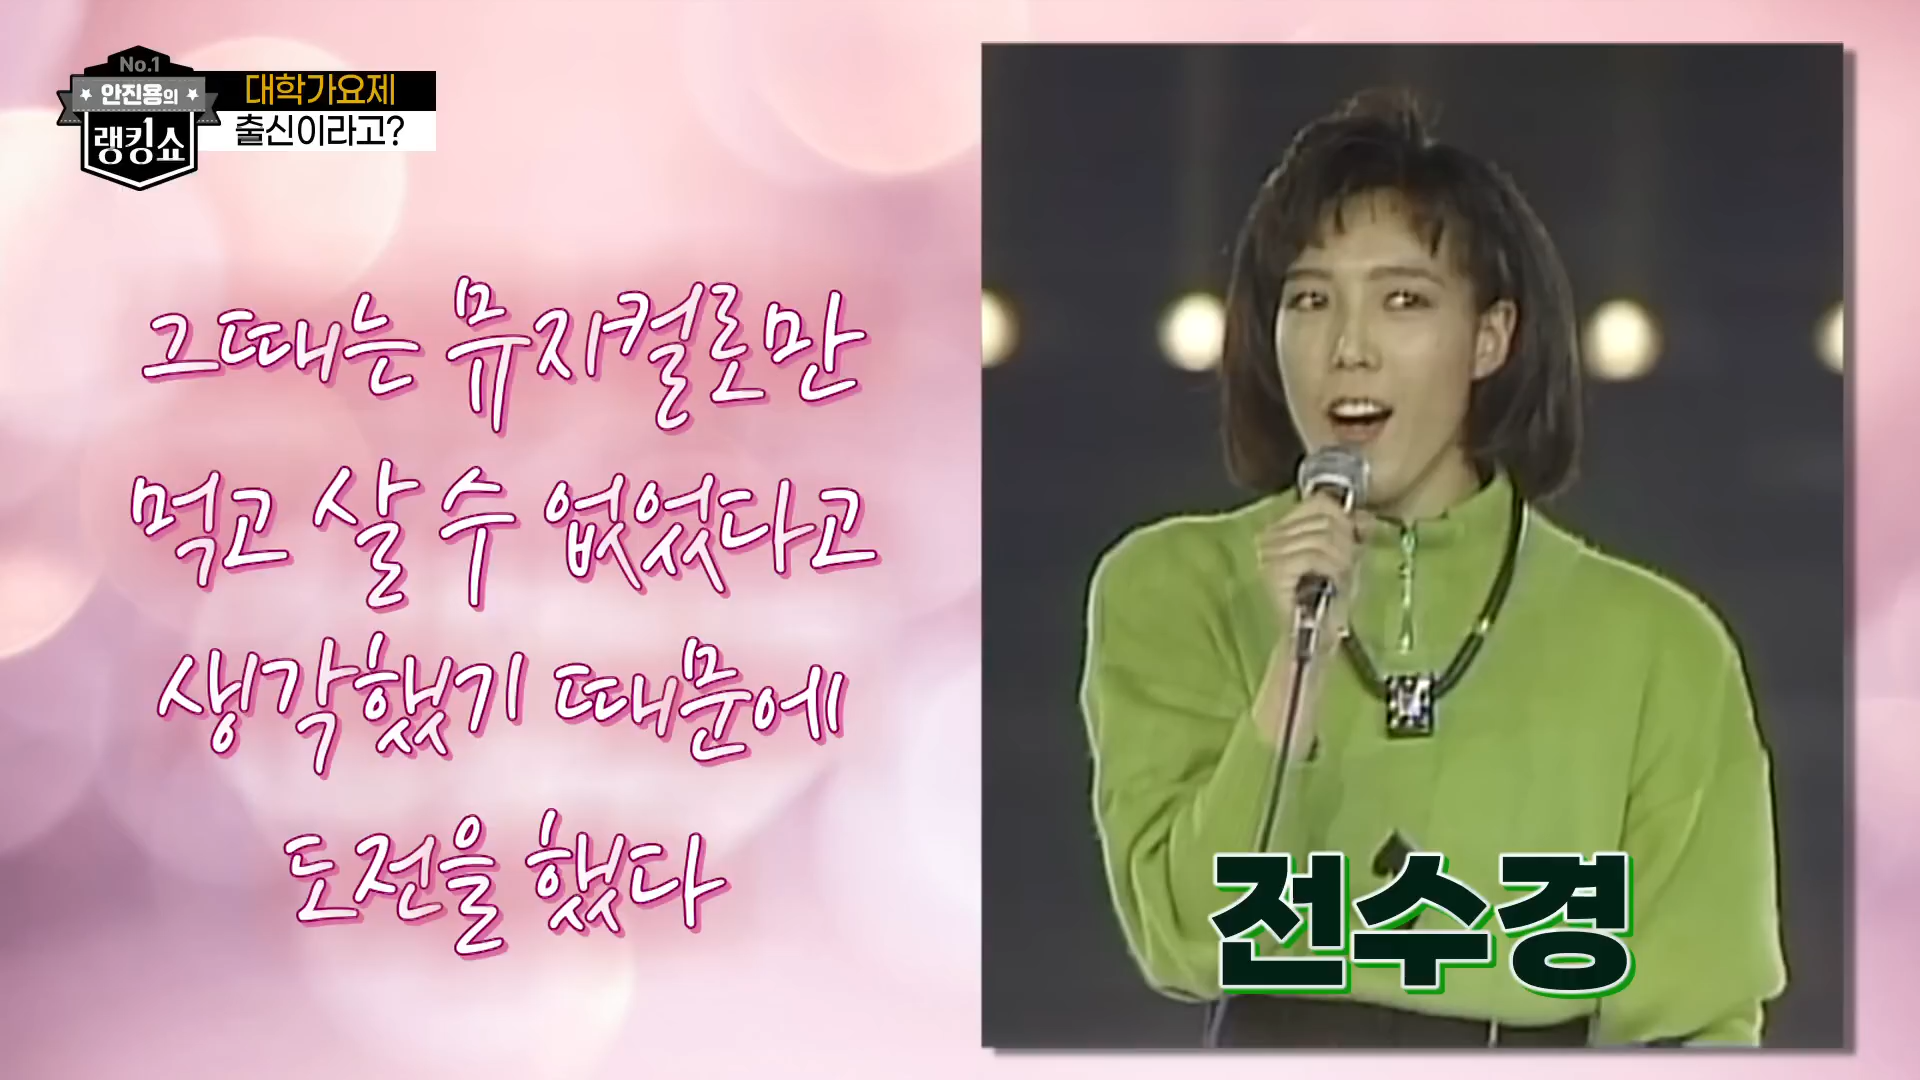 No.1
안진용의
랭킹쇼
대학가요제
출신이라고?
그때는 뮤지컬로만
먹고 살 수 없었다고
생각했기 때문에
도전을 했다
전수경